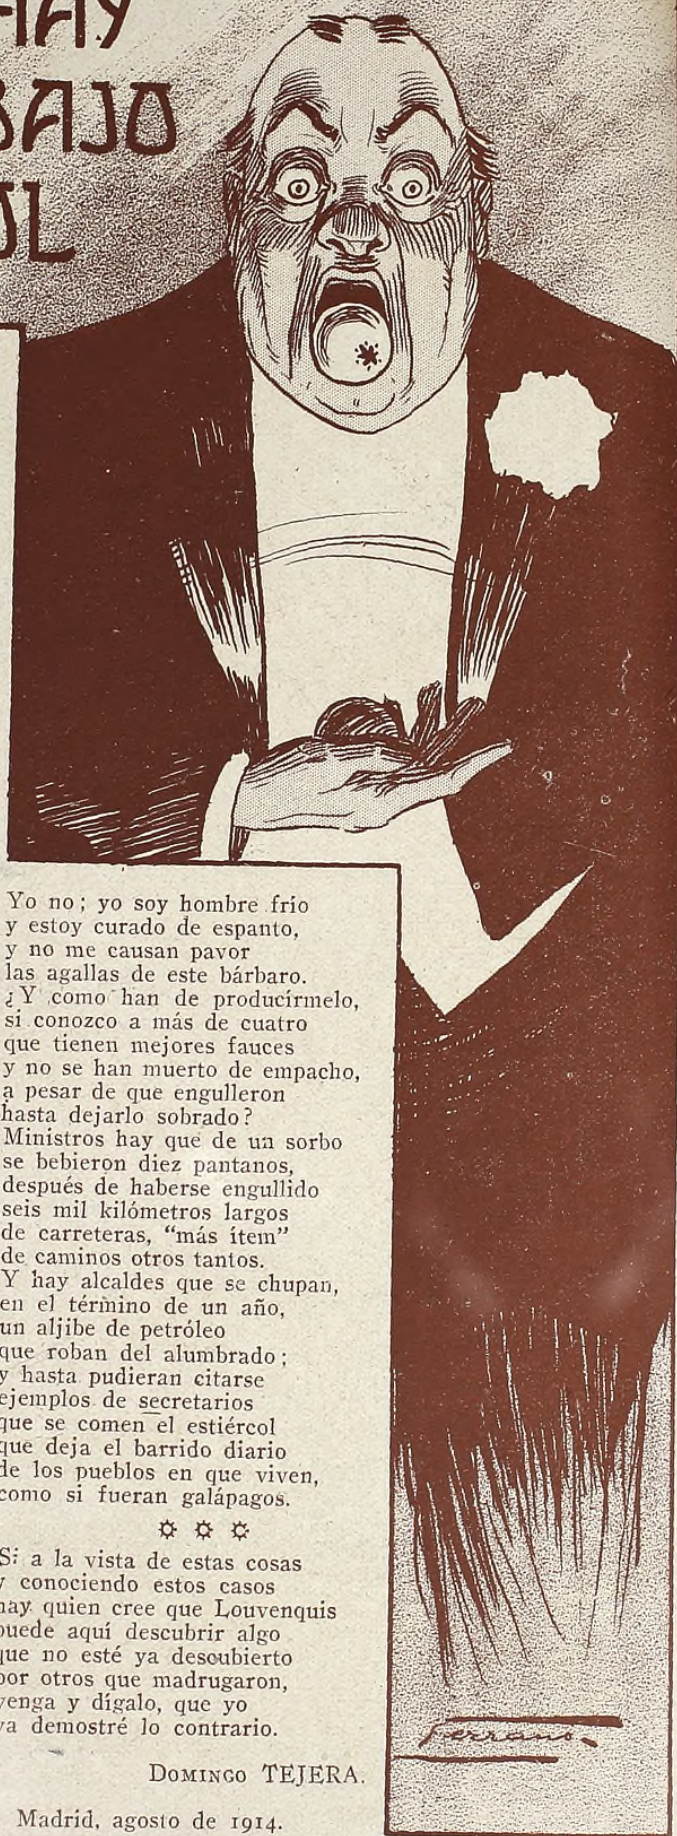 HAY
BAJO
OL
Yo no; yo soy hombre frío
y estoy curado de espanto,
y no me causan pavor
las agallas de este bárbaro.
¿Y como han de producírmelo,
si conozco a más de cuatro
que tienen mejores fauces
y no se han muerto de empacho,
a pesar de que engulleron
hasta dejarlo sobrado?
Ministros hay que de un sorbo
se bebieron diez pantanos,
después de haberse engullido
seis mil kilómetros largos
de carreteras, “más ítem”
de caminos otros tantos.
Y hay alcaldes que se chupan,
en el término de un año,
un aljibe de petróleo
que roban del alumbrado;
y hasta pudieran citarse
ejemplos de secretarios
que se comen el estiércol
que deja el barrido diario
de los pueblos en que viven,
como si fueran galápagos.
Si a la vista de estas cosas
y conociendo estos casos
hay quien cree que Louvenquis
puede aquí descubrir algo
que no esté ya descubierto
por otros que madrugaron,
venga y dígalo, que yo
ya demostré lo contrario.
DOMINGO TEJERA.
Madrid, agosto de 1914.